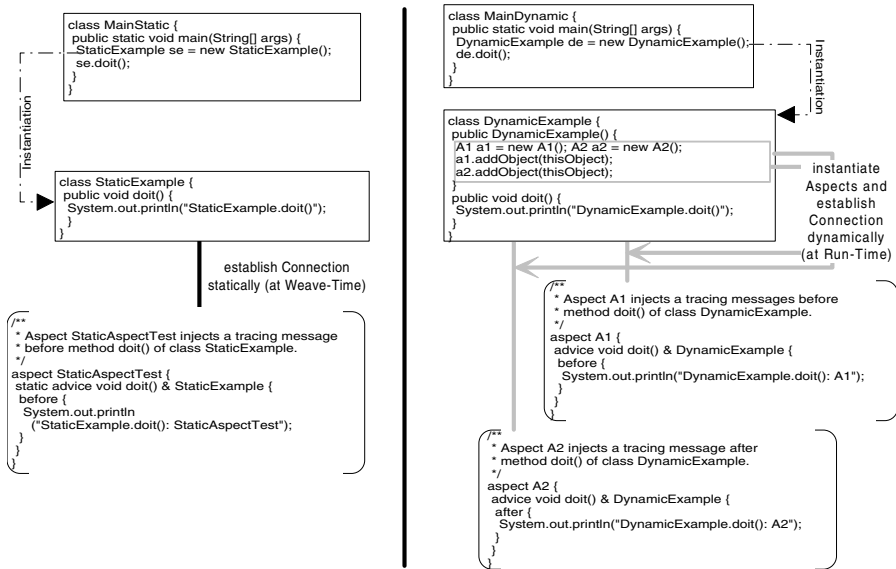 class MainStatic {
public static void main(String[] args) {
StaticExample se = new StaticExample();
se.doit();
}
}
Instantiation
class StaticExample {
public void doit() {
System.out.println("StaticExample.doit()");
}
}
establish Connection
statically (at Weave-Time)
/**
* Aspect StaticAspectTest injects a tracing message
* before method doit() of class StaticExample.
*/
aspect StaticAspectTest {
static advice void doit() & StaticExample {
before {
System.out.println
("StaticExample.doit(): StaticAspectTest");
}
}
}
class MainDynamic {
public static void main(String[] args) {
DynamicExample de = new DynamicExample();
de.doit();
}
}
Instantiation
class DynamicExample {
public DynamicExample() {
A1 a1 = new A1(); A2 a2 = new A2();
a1.addObject(thisObject);
a2.addObject(thisObject);
}
public void doit() {
System.out.println("DynamicExample.doit()");
}
}
instantiate
Aspects and
establish
Connection
dynamically
(at Run-Time)
/**
* Aspect A1 injects a tracing messages before
* method doit() of class DynamicExample.
*/
aspect A1 {
advice void doit() & DynamicExample {
before {
System.out.println("DynamicExample.doit(): A1");
}
}
}
/**
* Aspect A2 injects a tracing message after
* method doit() of class DynamicExample.
*/
aspect A2 {
advice void doit() & DynamicExample {
after {
System.out.println("DynamicExample.doit(): A2");
}
}
}